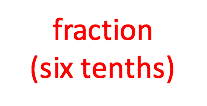 fraction
(six tenths)